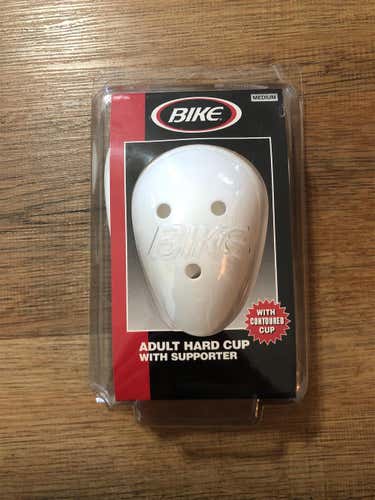 BIKE
MEDIUM
BIKE
WITH
CONTOURED
CUP
ADULT HARD CUP
WITH SUPPORTER